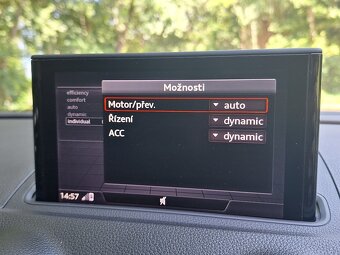 Možnosti
efficiency
comfort
auto
dynamic
individual
Motor/přev. auto
Řízení dynamic
ACC dynamic
14:57